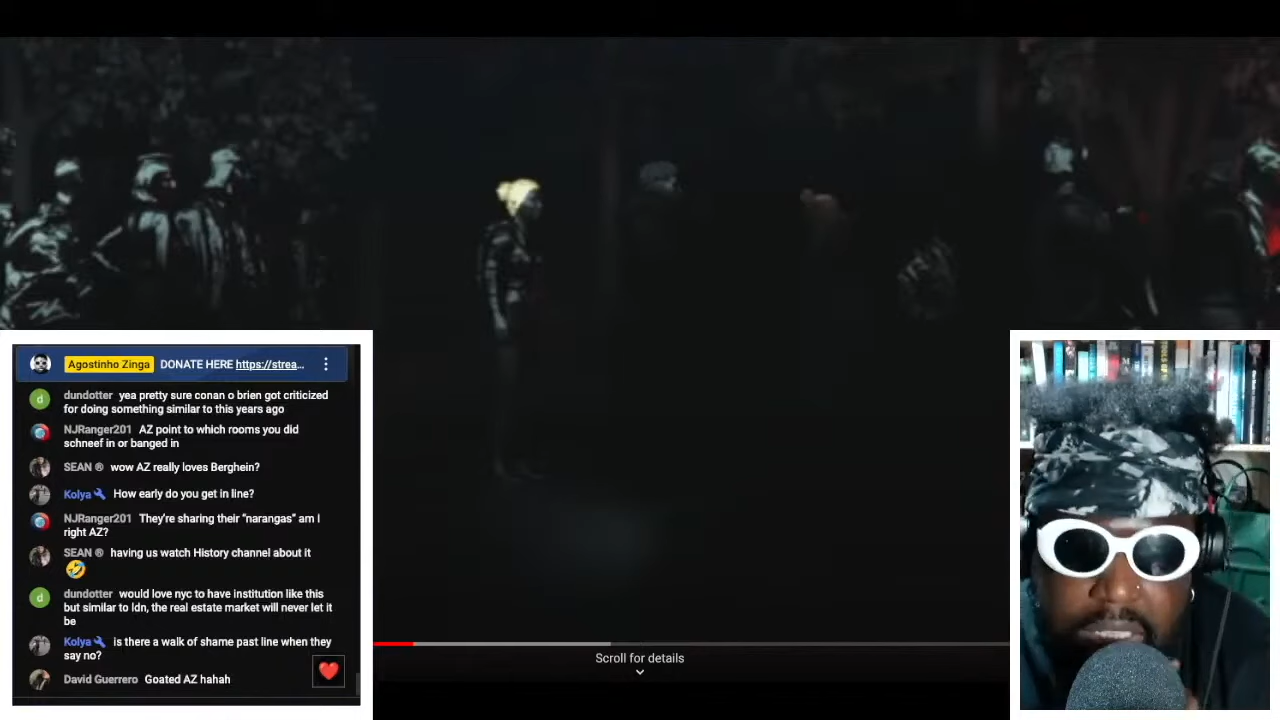 Agostinho Zinga DONATE HERE https://strea...
dundotter yea pretty sure conan o brien got criticized
for doing something similar to this years ago
NJRanger201 AZ point to which rooms you did
schneef in or banged in
SEAN ® wow AZ really loves Berghein?
Kolya How early do you get in line?
NJRanger201 They're sharing their "narangas" am I
right AZ?
SEAN ® having us watch History channel about it
🤣
dundotter would love nyc to have institution like this
but similar to ldn, the real estate market will never let it
be
Kolya is there a walk of shame past line when they
say no?
David Guerrero Goated AZ hahah
Scroll for details